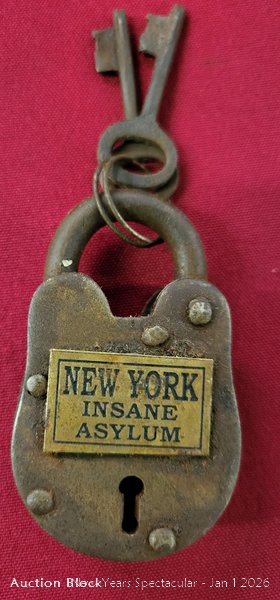 NEW YORK
INSANE
ASYLUM
Auction Block Years Spectacular - Jan 1 2026